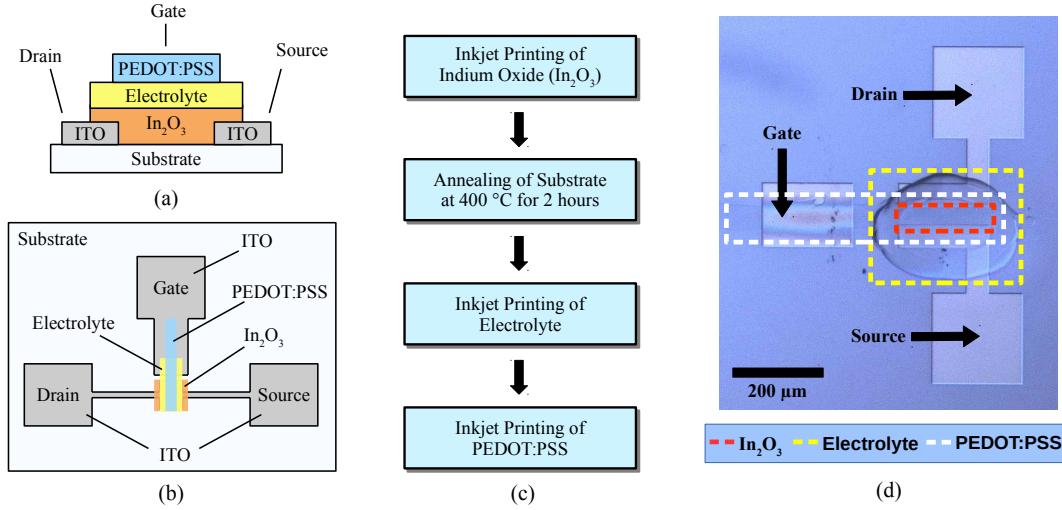 Gate
Drain
Source
PEDOT:PSS
Electrolyte
In₂O₃
ITO
ITO
Substrate
(a)
Substrate
ITO
Gate
PEDOT:PSS
Electrolyte
In₂O₃
Drain
Source
ITO
(b)
Inkjet Printing of
Indium Oxide (In₂O₃)
Annealing of Substrate
at 400 °C for 2 hours
Inkjet Printing of
Electrolyte
Inkjet Printing of
PEDOT:PSS
(c)
Drain
Gate
Source
200 µm
In₂O₃ Electrolyte PEDOT:PSS
(d)